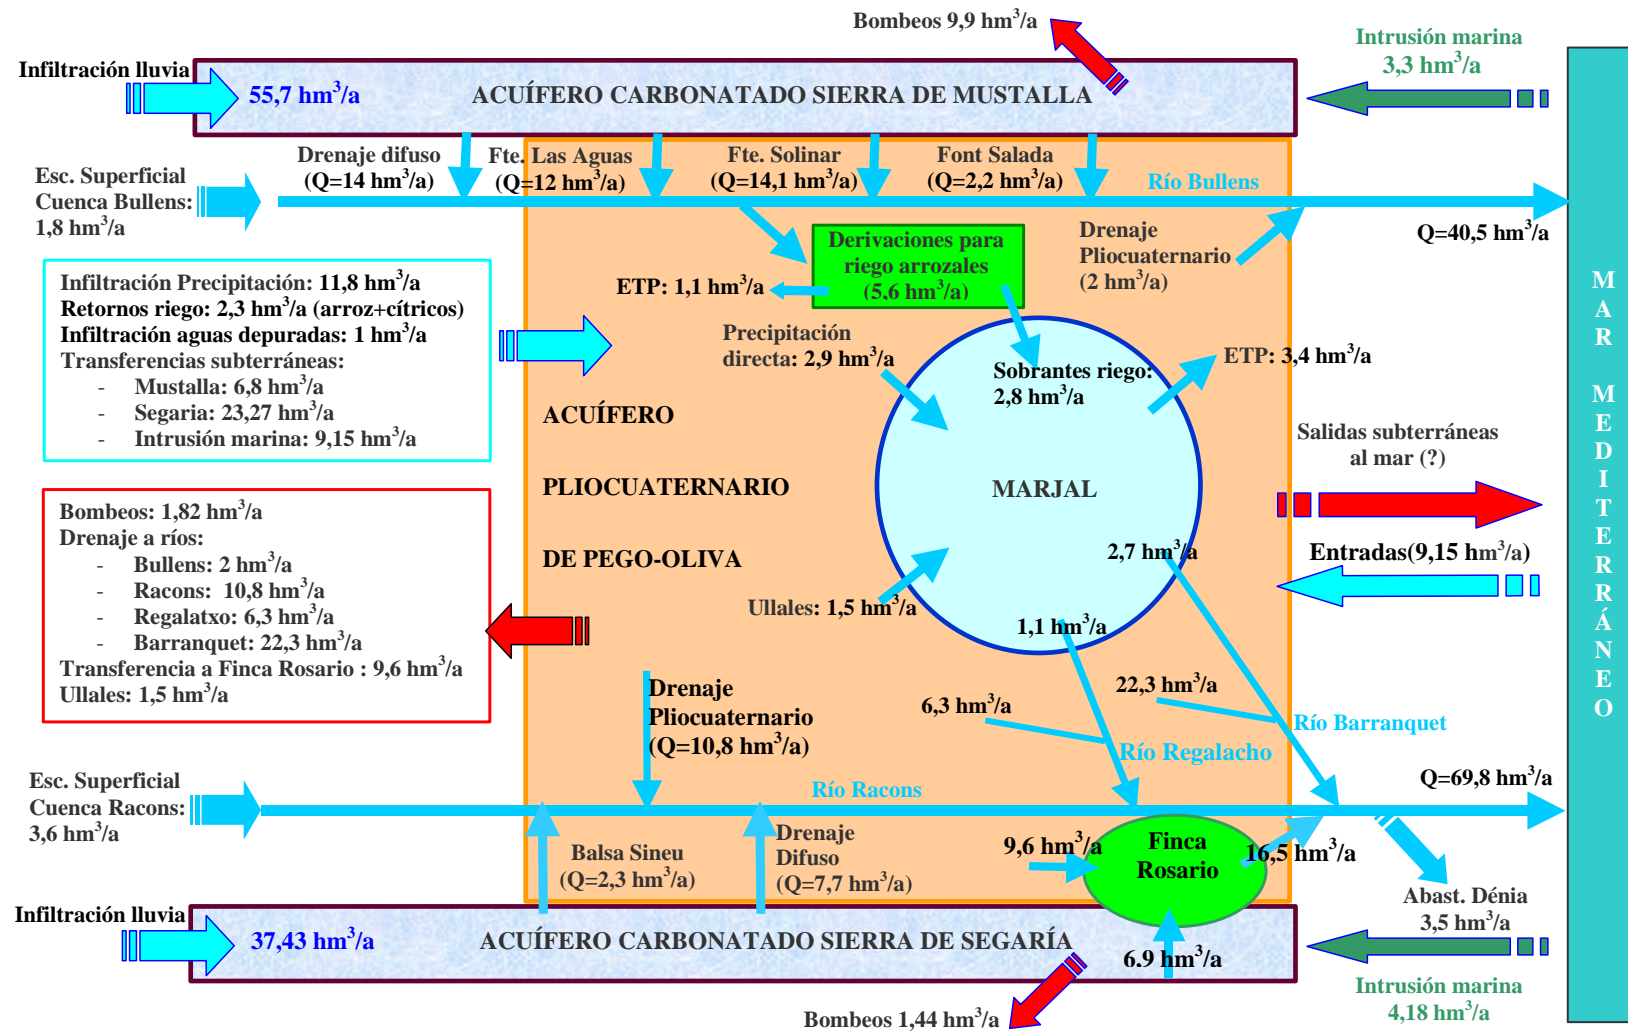 Bombeos 9,9 hm³/a
Intrusión marina
3,3 hm³/a
Infiltración lluvia
55,7 hm³/a
ACUÍFERO CARBONATADO SIERRA DE MUSTALLA
Esc. Superficial
Cuenca Bullens:
1,8 hm³/a
Drenaje difuso
(Q=14 hm³/a)
Fte. Las Aguas
(Q=12 hm³/a)
Fte. Solinar
(Q=14,1 hm³/a)
Font Salada
(Q=2,2 hm³/a)
Río Bullens
Q=40,5 hm³/a
Derivaciones para
riego arrozales
(5,6 hm³/a)
Drenaje
Pliocuaternario
(2 hm³/a)
ETP: 1,1 hm³/a
Infiltración Precipitación: 11,8 hm³/a
Retornos riego: 2,3 hm³/a (arroz+cítricos)
Infiltración aguas depuradas: 1 hm³/a
Transferencias subterráneas:
- Mustalla: 6,8 hm³/a
- Segaria: 23,27 hm³/a
- Intrusión marina: 9,15 hm³/a
Precipitación
directa: 2,9 hm³/a
Sobrantes riego:
2,8 hm³/a
ETP: 3,4 hm³/a
ACUÍFERO
PLIOCUATERNARIO
DE PEGO-OLIVA
MARJAL
Salidas subterráneas
al mar (?)
Entradas(9,15 hm³/a)
MAR MEDITERRÁNEO
Bombeos: 1,82 hm³/a
Drenaje a ríos:
- Bullens: 2 hm³/a
- Racons: 10,8 hm³/a
- Regalatxo: 6,3 hm³/a
- Barranquet: 22,3 hm³/a
Transferencia a Finca Rosario : 9,6 hm³/a
Ullales: 1,5 hm³/a
Ullales: 1,5 hm³/a
2,7 hm³/a
1,1 hm³/a
Drenaje
Pliocuaternario
(Q=10,8 hm³/a)
6,3 hm³/a
22,3 hm³/a
Río Regalacho
Río Barranquet
Esc. Superficial
Cuenca Racons:
3,6 hm³/a
Río Racons
Q=69,8 hm³/a
Balsa Sineu
(Q=2,3 hm³/a)
Drenaje
Difuso
(Q=7,7 hm³/a)
9,6 hm³/a
Finca
Rosario
16,5 hm³/a
Abast. Dénia
3,5 hm³/a
Infiltración lluvia
37,43 hm³/a
ACUÍFERO CARBONATADO SIERRA DE SEGARÍA
6,9 hm³/a
Bombeos 1,44 hm³/a
Intrusión marina
4,18 hm³/a